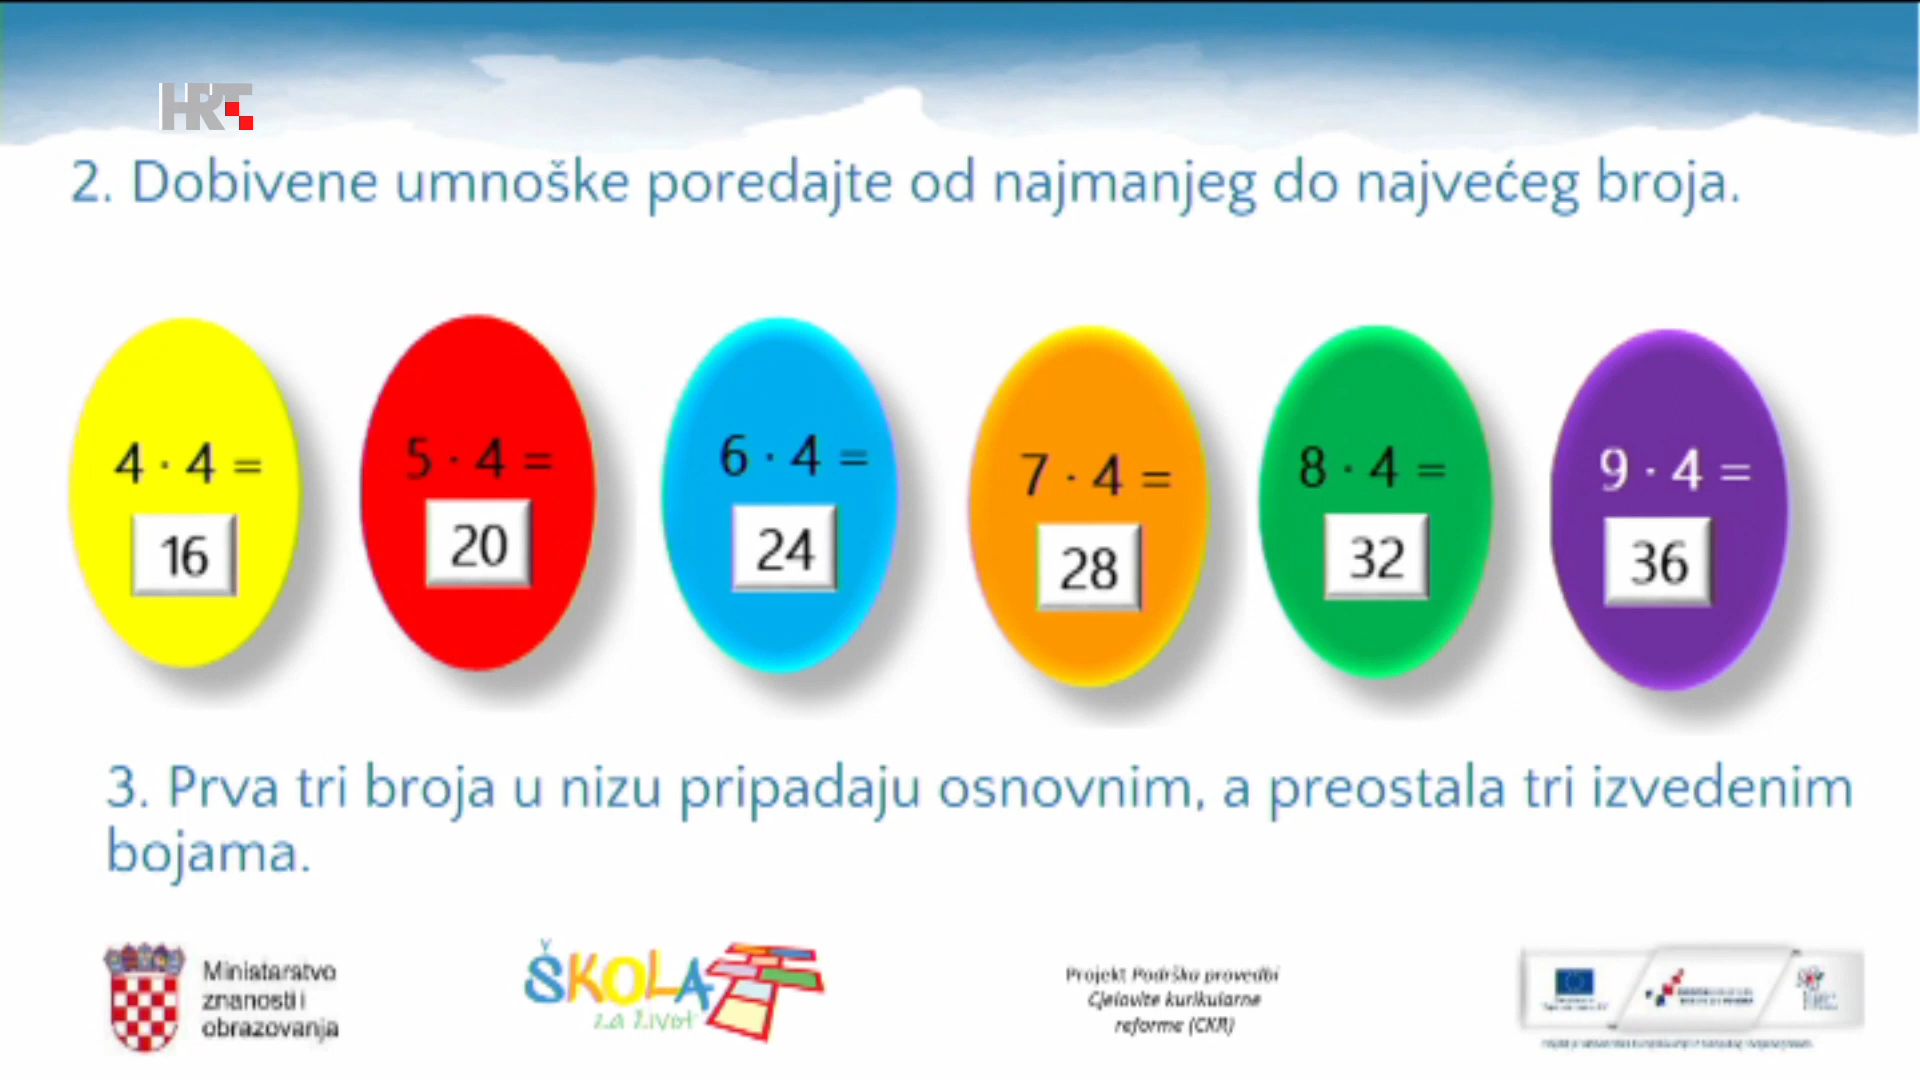 HRT
2. Dobivene umnoške poredajte od najmanjeg do najvećeg broja.
4 · 4 =
16
5 · 4 =
20
6 · 4 =
24
7 · 4 =
28
8 · 4 =
32
9 · 4 =
36
3. Prva tri broja u nizu pripadaju osnovnim, a preostala tri izvedenim
bojama.
Ministarstvo
znanosti i
obrazovanja
ŠKOLA
za život
Projekt Podrška provedbi
Cjelovite kurikularne
reforme (CKR)